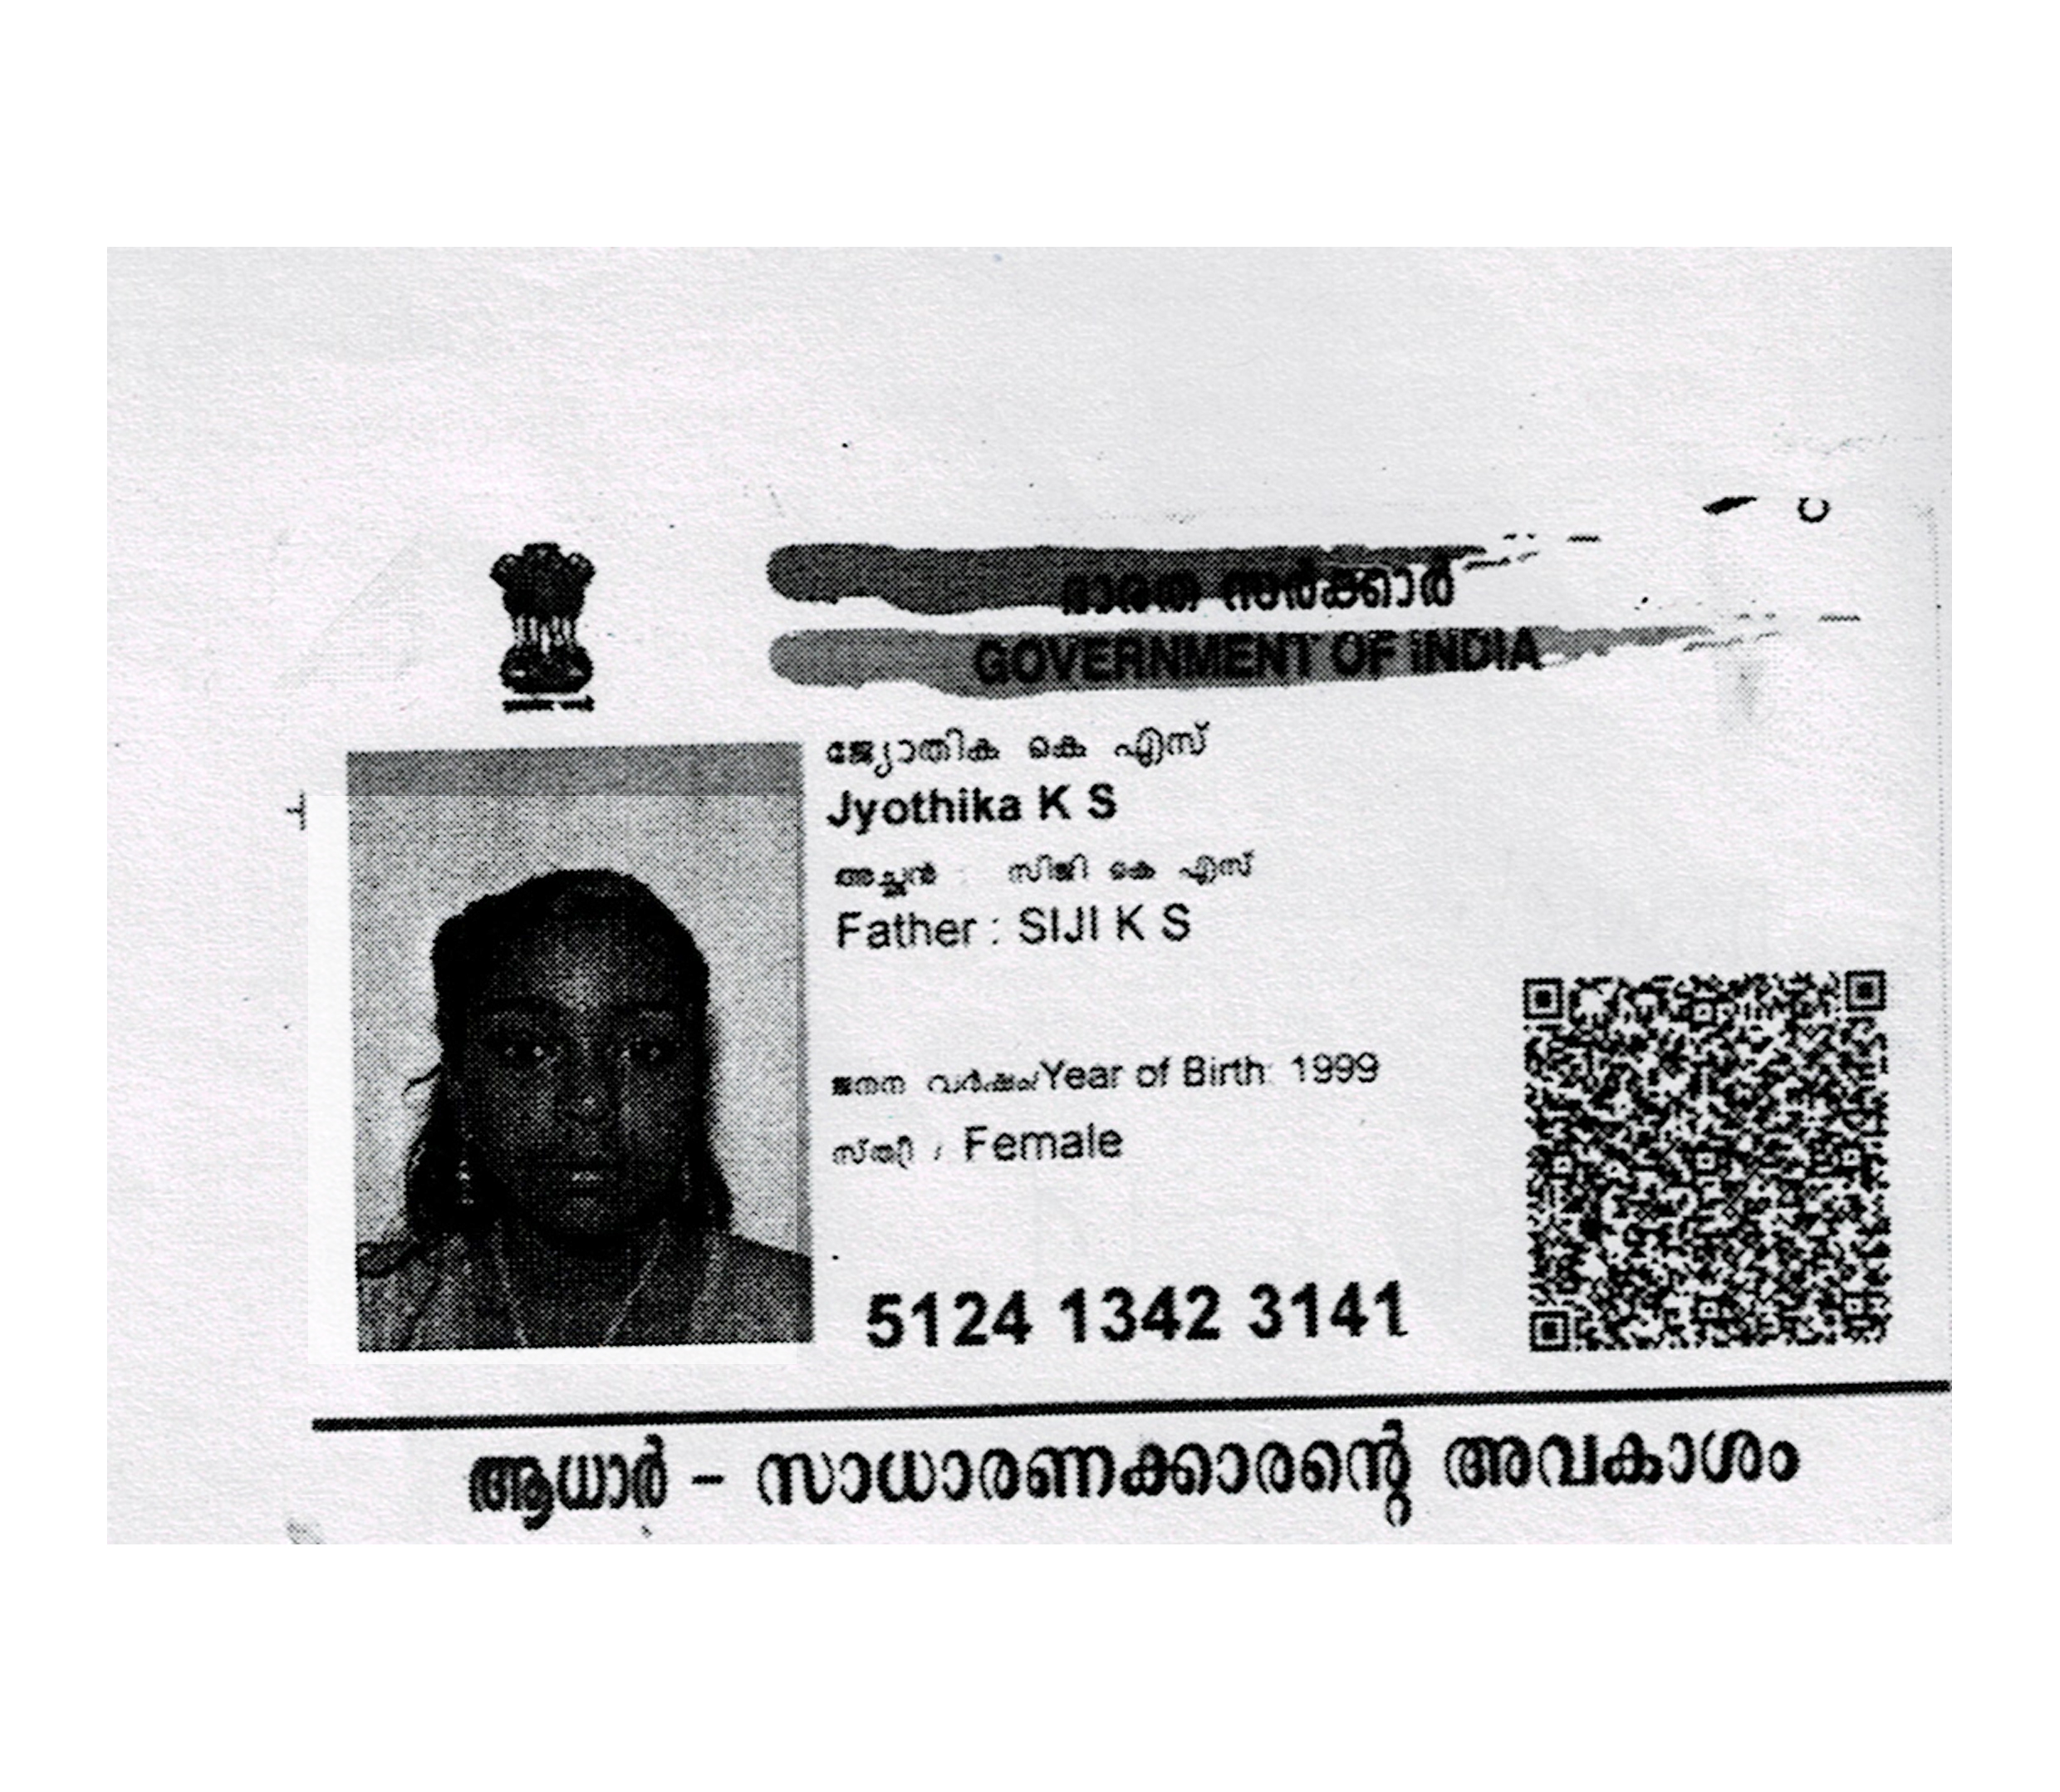 ഭാരത സർക്കാർ
GOVERNMENT OF INDIA
ജ്യോതിക കെ എസ്
Jyothika K S
അച്ഛൻ : സിജി കെ എസ്
Father : SIJI K S
ജനന വർഷം/Year of Birth: 1999
സ്ത്രീ / Female
5124 1342 3141
ആധാർ – സാധാരണക്കാരന്റെ അവകാശം